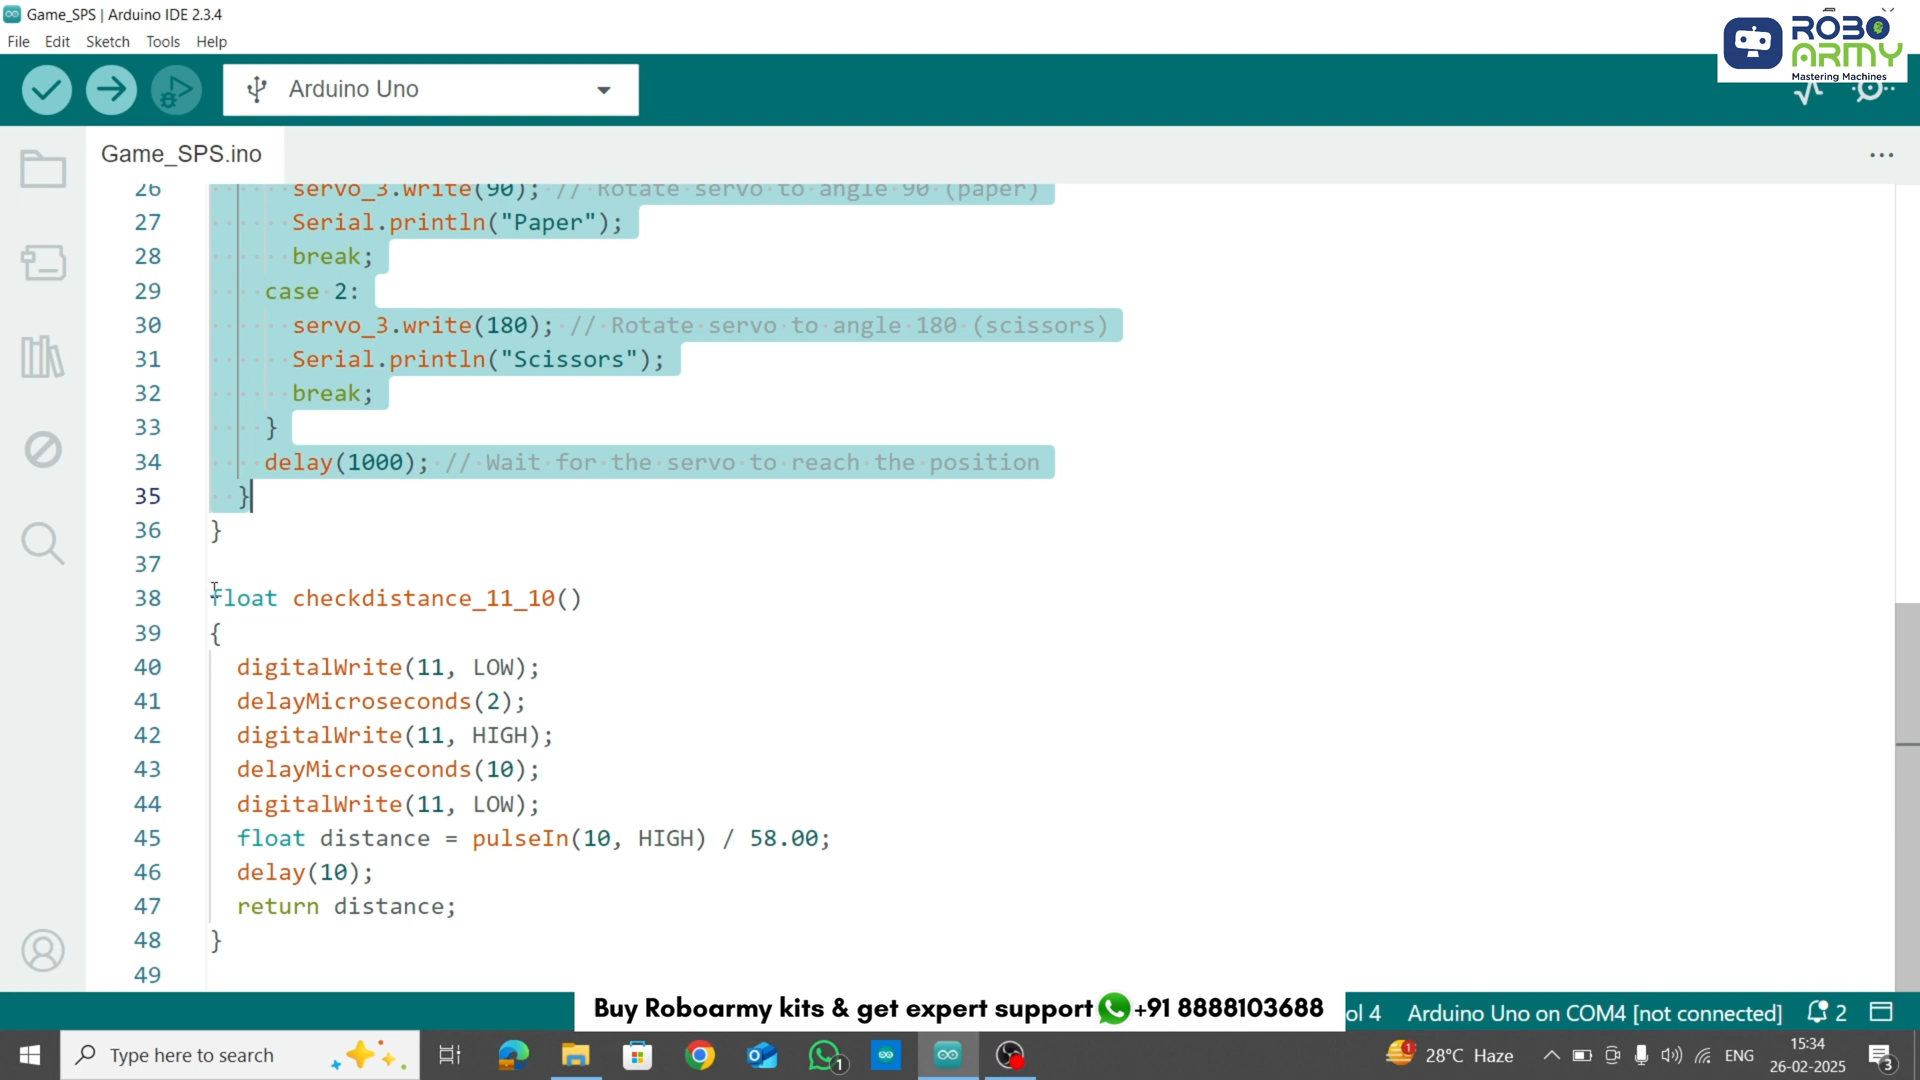 Game_SPS | Arduino IDE 2.3.4
File Edit Sketch Tools Help
ROBO
ARMY
Mastering Machines
Arduino Uno
Game_SPS.ino
26 servo_3.write(90); // Rotate servo to angle 90 (paper)
27 Serial.println("Paper");
28 break;
29 case 2:
30 servo_3.write(180); // Rotate servo to angle 180 (scissors)
31 Serial.println("Scissors");
32 break;
33 }
34 delay(1000); // Wait for the servo to reach the position
35 }
36 }
37
38 float checkdistance_11_10()
39 {
40 digitalWrite(11, LOW);
41 delayMicroseconds(2);
42 digitalWrite(11, HIGH);
43 delayMicroseconds(10);
44 digitalWrite(11, LOW);
45 float distance = pulseIn(10, HIGH) / 58.00;
46 delay(10);
47 return distance;
48 }
49
Buy Roboarmy kits & get expert support +91 8888103688
ol 4 Arduino Uno on COM4 [not connected] 2
Type here to search
1
1
28°C Haze
ENG
15:34
26-02-2025
3